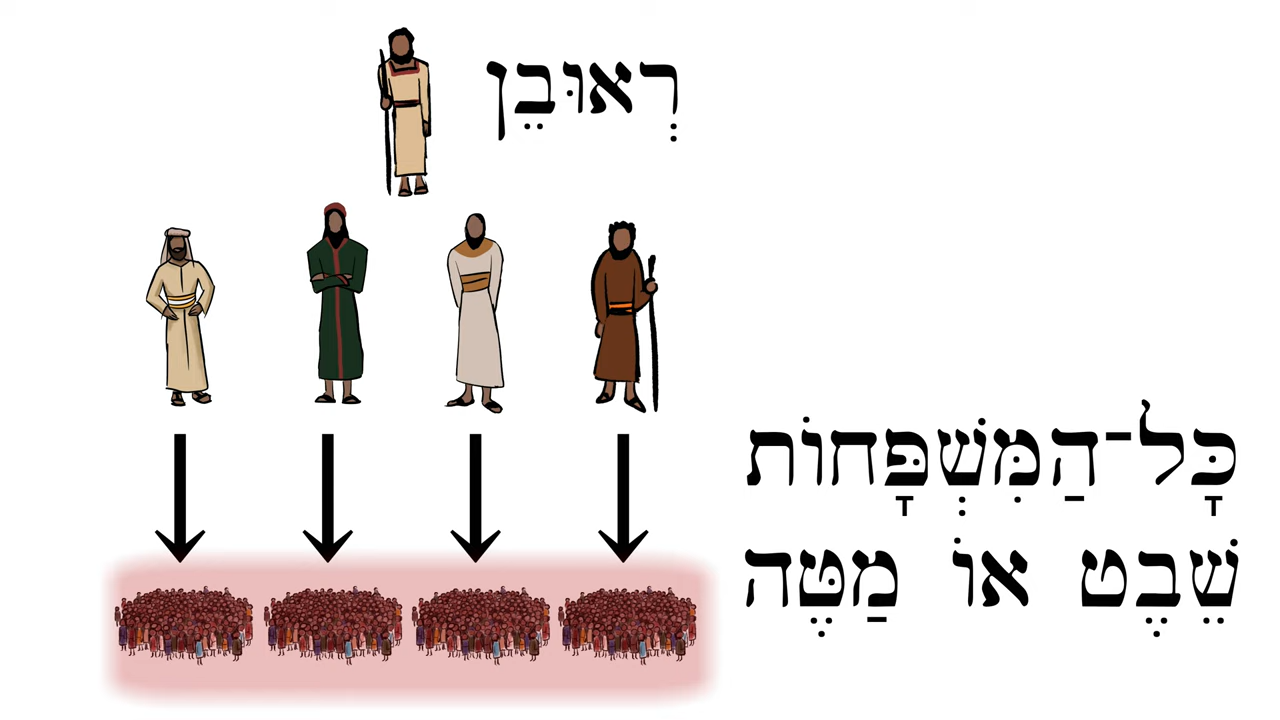 רְאוּבֵן
כָּל־הַמִּשְׁפָּחוֹת
שֵׁבֶט אוֹ מַטֶּה